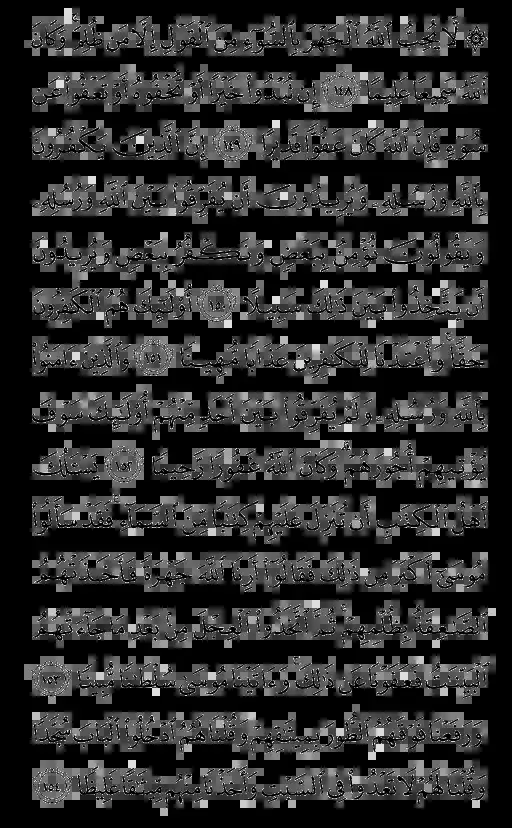 ۞ لَّا يُحِبُّ ٱللَّهُ ٱلْجَهْرَ بِٱلسُّوٓءِ مِنَ ٱلْقَوْلِ إِلَّا مَن ظُلِمَ وَكَانَ
ٱللَّهُ سَمِيعًا عَلِيمًا ١٤٨ إِن تُبْدُوا۟ خَيْرًا أَوْ تُخْفُوهُ أَوْ تَعْفُوا۟ عَن
سُوٓءٍ فَإِنَّ ٱللَّهَ كَانَ عَفُوًّا قَدِيرًا ١٤٩ إِنَّ ٱلَّذِينَ يَكْفُرُونَ
بِٱللَّهِ وَرُسُلِهِۦ وَيُرِيدُونَ أَن يُفَرِّقُوا۟ بَيْنَ ٱللَّهِ وَرُسُلِهِۦ
وَيَقُولُونَ نُؤْمِنُ بِبَعْضٍ وَنَكْفُرُ بِبَعْضٍ وَيُرِيدُونَ
أَن يَتَّخِذُوا۟ بَيْنَ ذَٰلِكَ سَبِيلًا ١٥٠ أُو۟لَٰٓئِكَ هُمُ ٱلْكَٰفِرُونَ
حَقًّا وَأَعْتَدْنَا لِلْكَٰفِرِينَ عَذَابًا مُّهِينًا ١٥١ وَٱلَّذِينَ ءَامَنُوا۟
بِٱللَّهِ وَرُسُلِهِۦ وَلَمْ يُفَرِّقُوا۟ بَيْنَ أَحَدٍ مِّنْهُمْ أُو۟لَٰٓئِكَ سَوْفَ
يُؤْتِيهِمْ أُجُورَهُمْ وَكَانَ ٱللَّهُ غَفُورًا رَّحِيمًا ١٥٢ يَسْـَٔلُكَ
أَهْلُ ٱلْكِتَٰبِ أَن تُنَزِّلَ عَلَيْهِمْ كِتَٰبًا مِّنَ ٱلسَّمَآءِ فَقَدْ سَأَلُوا۟
مُوسَىٰٓ أَكْبَرَ مِن ذَٰلِكَ فَقَالُوٓا۟ أَرِنَا ٱللَّهَ جَهْرَةً فَأَخَذَتْهُمُ
ٱلصَّٰعِقَةُ بِظُلْمِهِمْ ثُمَّ ٱتَّخَذُوا۟ ٱلْعِجْلَ مِنۢ بَعْدِ مَا جَآءَتْهُمُ
ٱلْبَيِّنَٰتُ فَعَفَوْنَا عَن ذَٰلِكَ وَءَاتَيْنَا مُوسَىٰ سُلْطَٰنًا مُّبِينًا ١٥٣
وَرَفَعْنَا فَوْقَهُمُ ٱلطُّورَ بِمِيثَٰقِهِمْ وَقُلْنَا لَهُمُ ٱدْخُلُوا۟ ٱلْبَابَ سُجَّدًا
وَقُلْنَا لَهُمْ لَا تَعْدُوا۟ فِى ٱلسَّبْتِ وَأَخَذْنَا مِنْهُم مِّيثَٰقًا غَلِيظًا ١٥٤